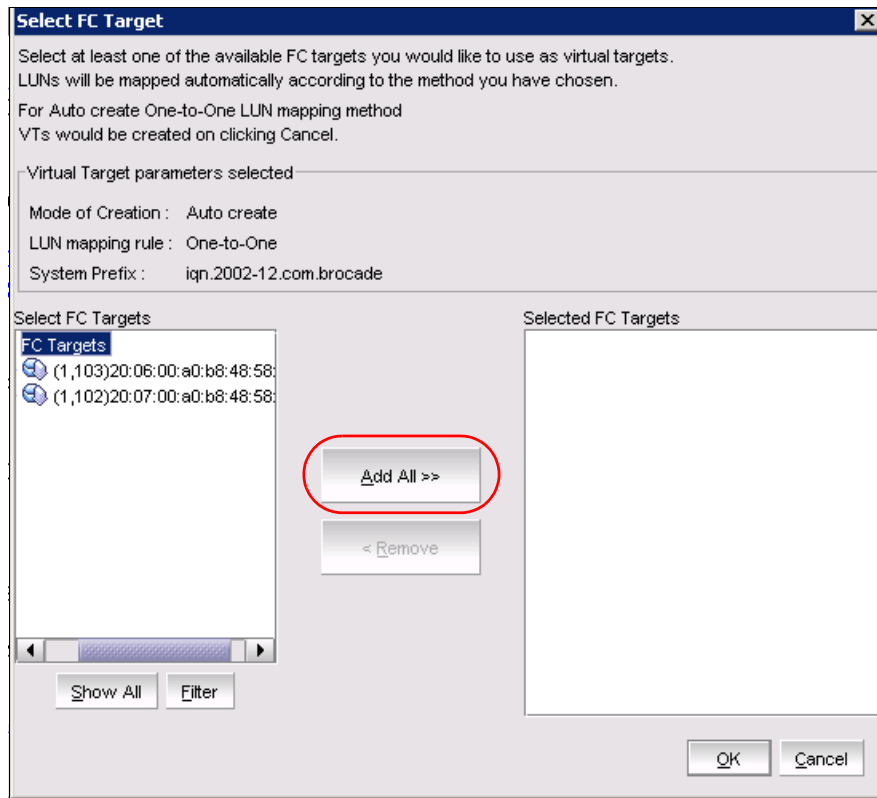 Select FC Target
Select at least one of the available FC targets you would like to use as virtual targets.
LUNs will be mapped automatically according to the method you have chosen.
For Auto create One-to-One LUN mapping method
VTs would be created on clicking Cancel.
Virtual Target parameters selected
Mode of Creation : Auto create
LUN mapping rule : One-to-One
System Prefix : iqn.2002-12.com.brocade
Select FC Targets
FC Targets
(1,103)20:06:00:a0:b8:48:58:
(1,102)20:07:00:a0:b8:48:58:
Show All
Filter
Add All >>
< Remove
Selected FC Targets
OK
Cancel